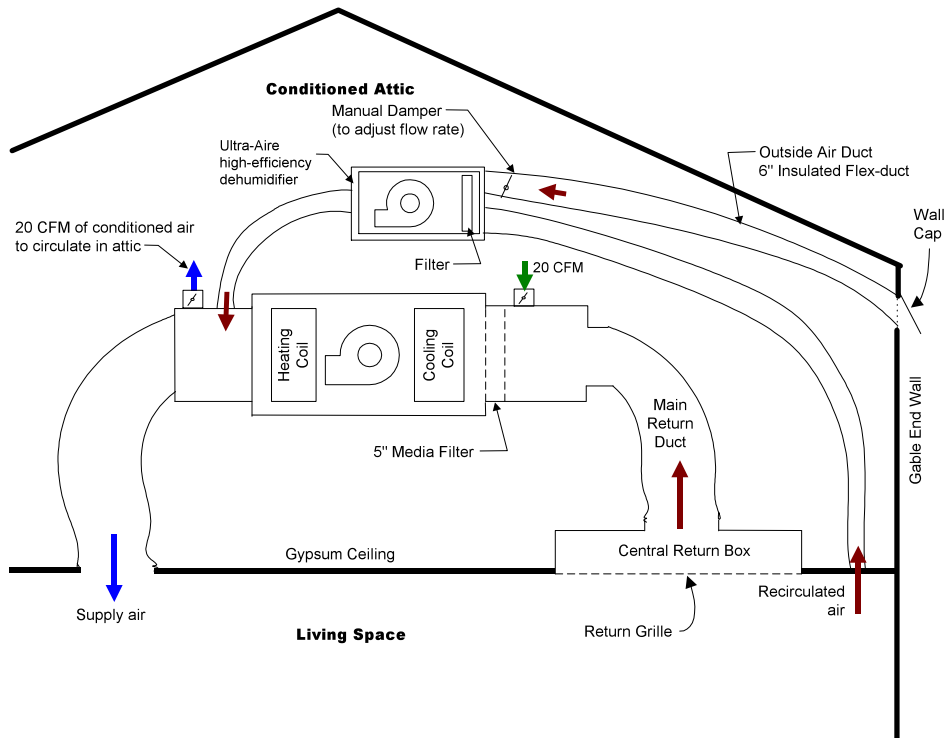 Conditioned Attic
Manual Damper
(to adjust flow rate)
Ultra-Aire
high-efficiency
dehumidifier
Outside Air Duct
6" Insulated Flex-duct
Wall
Cap
20 CFM of conditioned air
to circulate in attic
Filter
20 CFM
Heating
Coil
Cooling
Coil
Main
Return
Duct
5" Media Filter
Gable End Wall
Gypsum Ceiling
Central Return Box
Supply air
Recirculated
air
Return Grille
Living Space